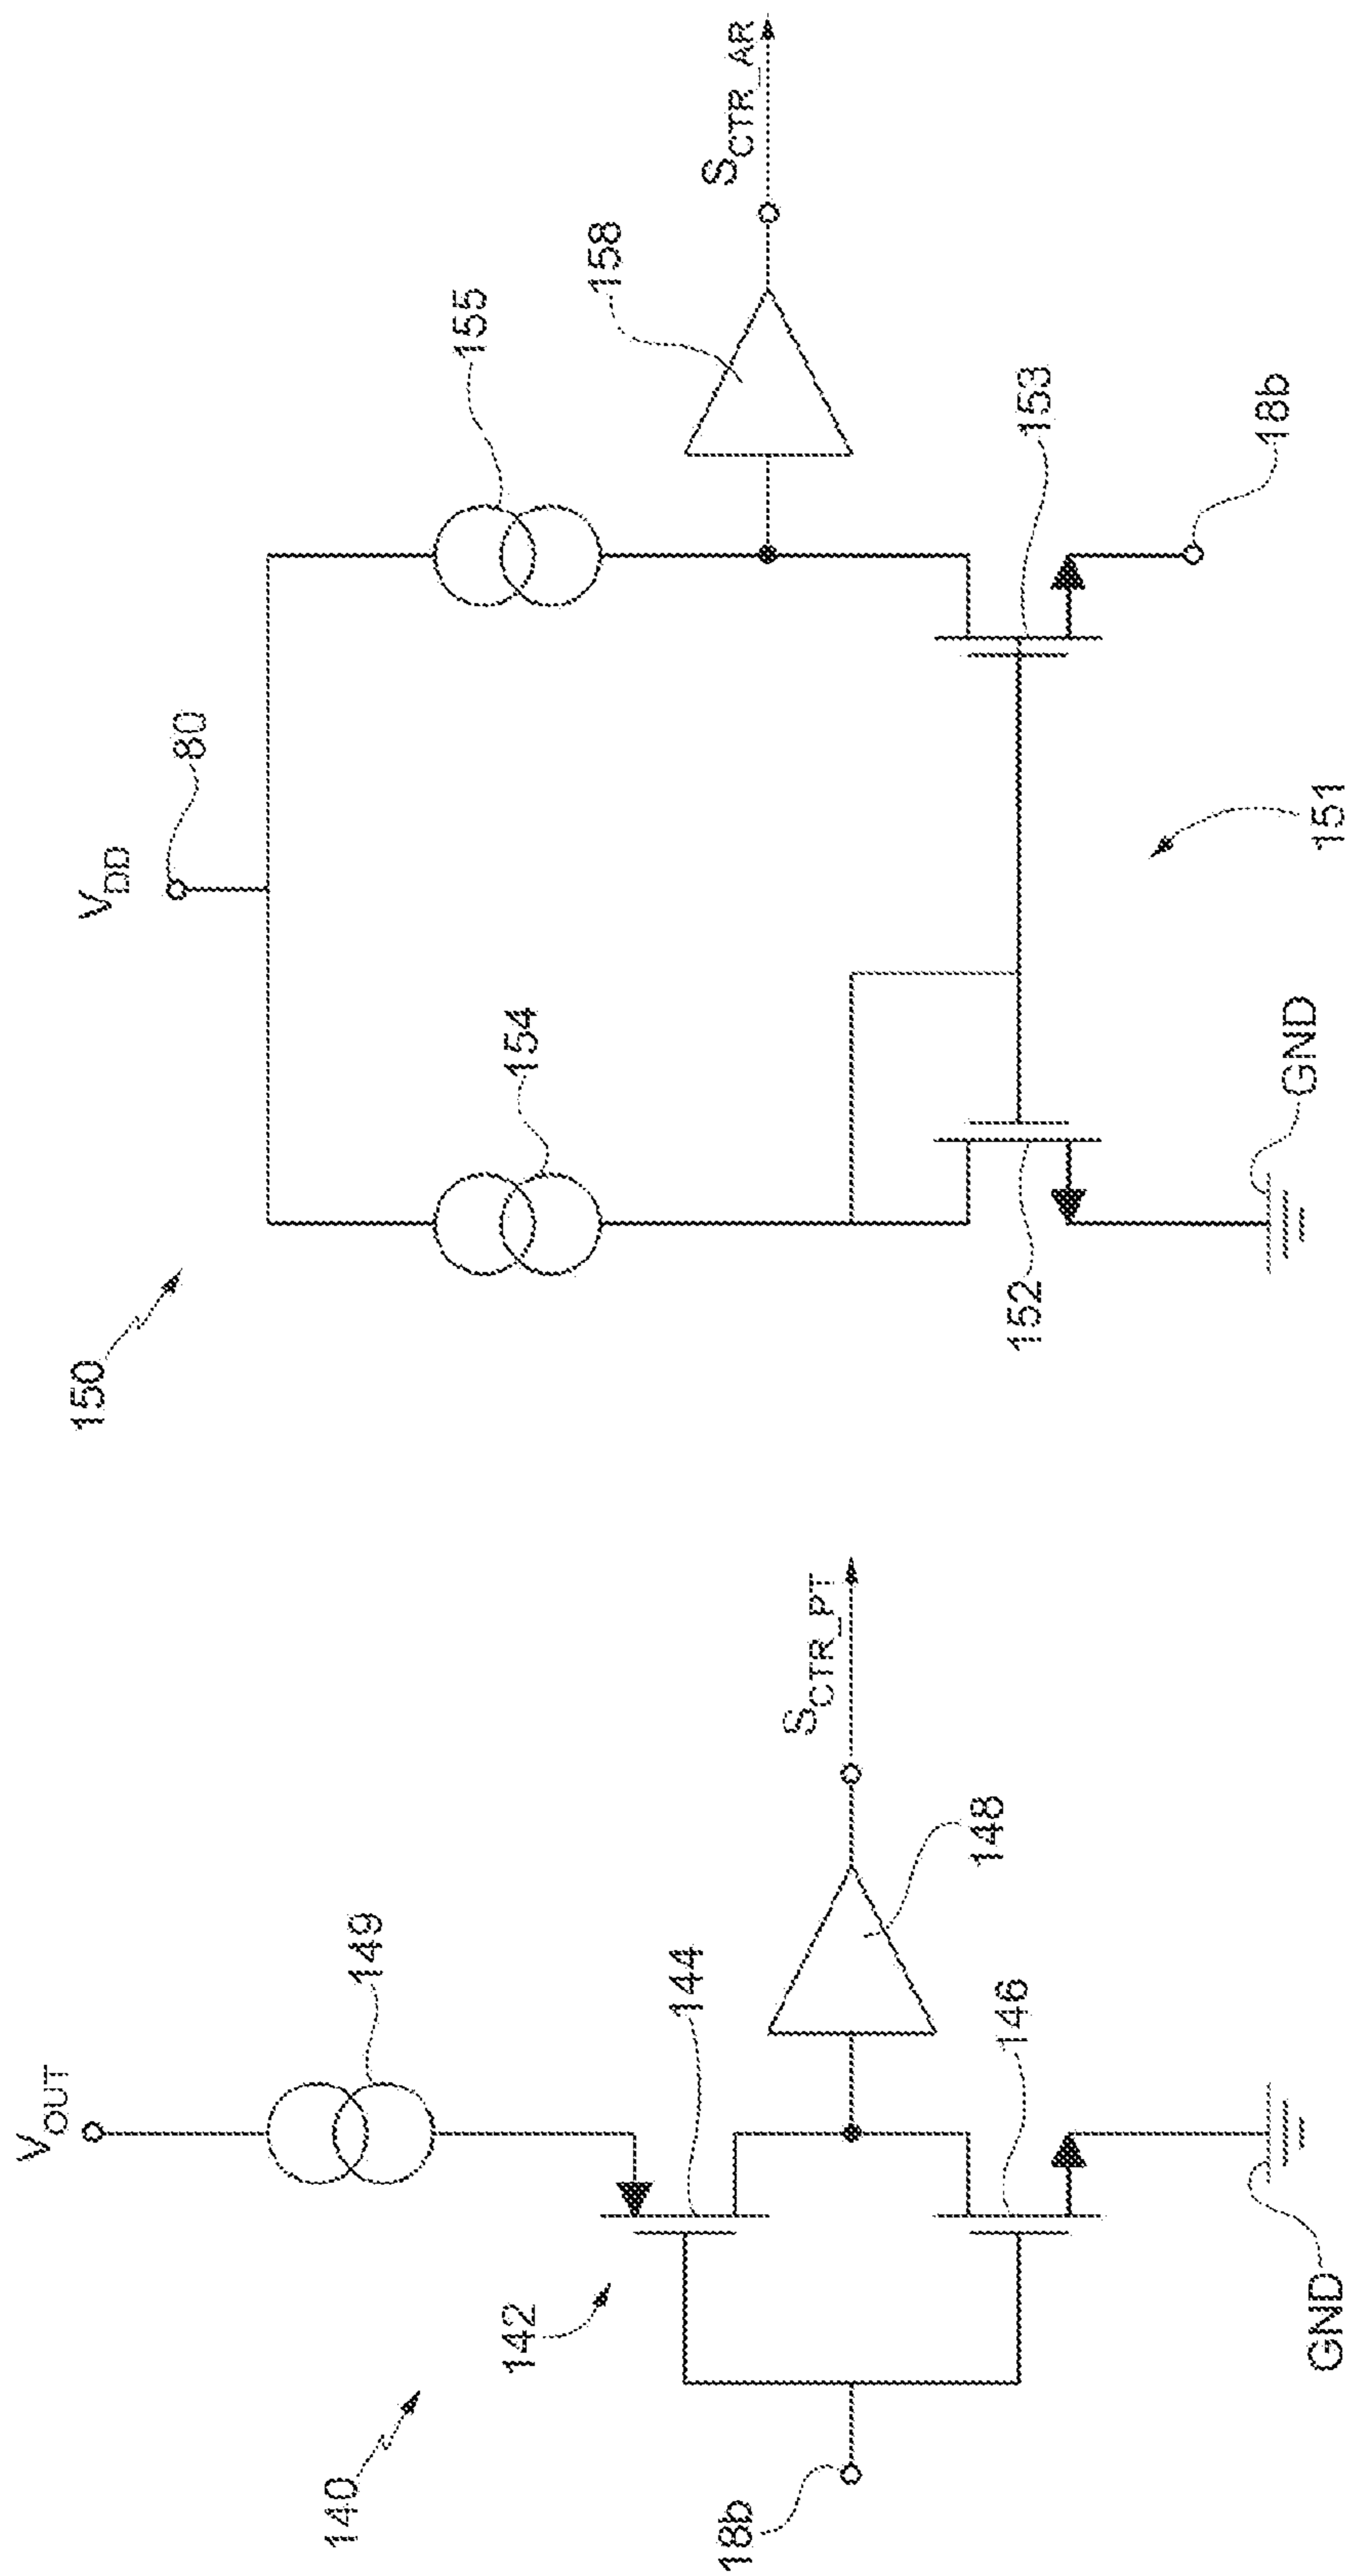 140
142
V_OUT
149
144
146
148
18b
GND
S_CTR_PT
150
V_DD
80
154
155
158
152
153
151
18b
GND
S_CTR_AR